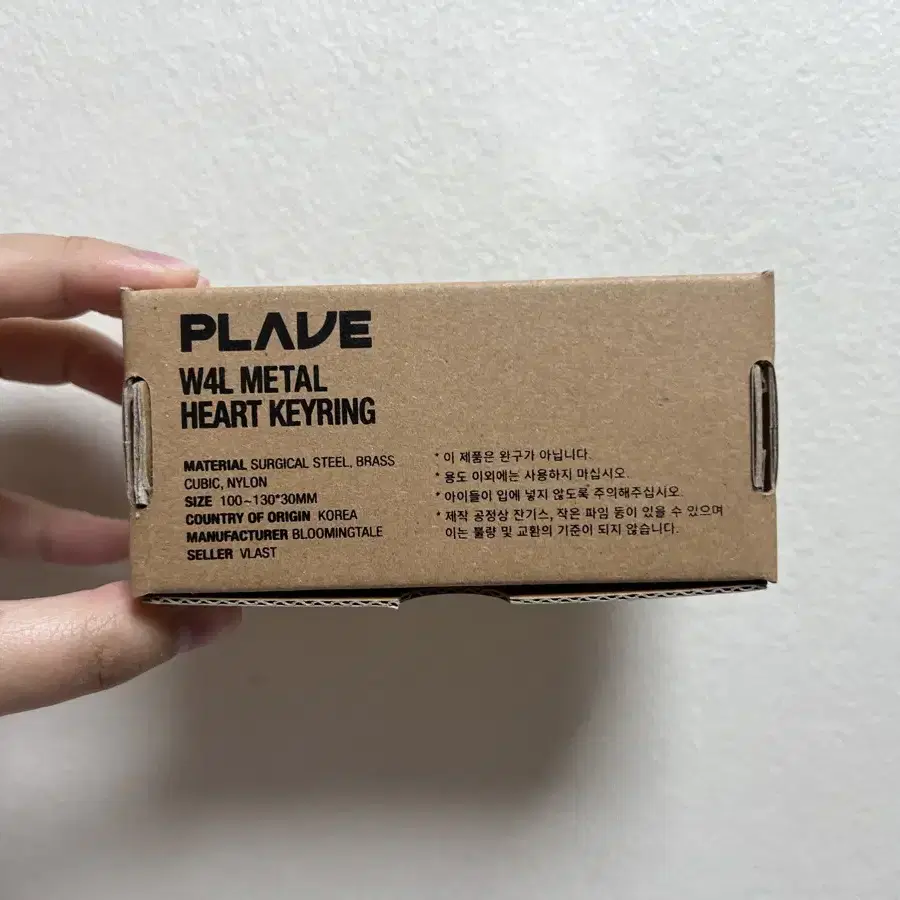 PLAVE
W4L METAL
HEART KEYRING
MATERIAL SURGICAL STEEL, BRASS
CUBIC, NYLON
SIZE 100~130*30MM
COUNTRY OF ORIGIN KOREA
MANUFACTURER BLOOMINGTALE
SELLER VLAST
* 이 제품은 완구가 아닙니다.
* 용도 이외에는 사용하지 마십시오.
* 아이들이 입에 넣지 않도록 주의해주십시오.
* 제작 공정상 잔기스, 작은 파임 등이 있을 수 있으며
이는 불량 및 교환의 기준이 되지 않습니다.